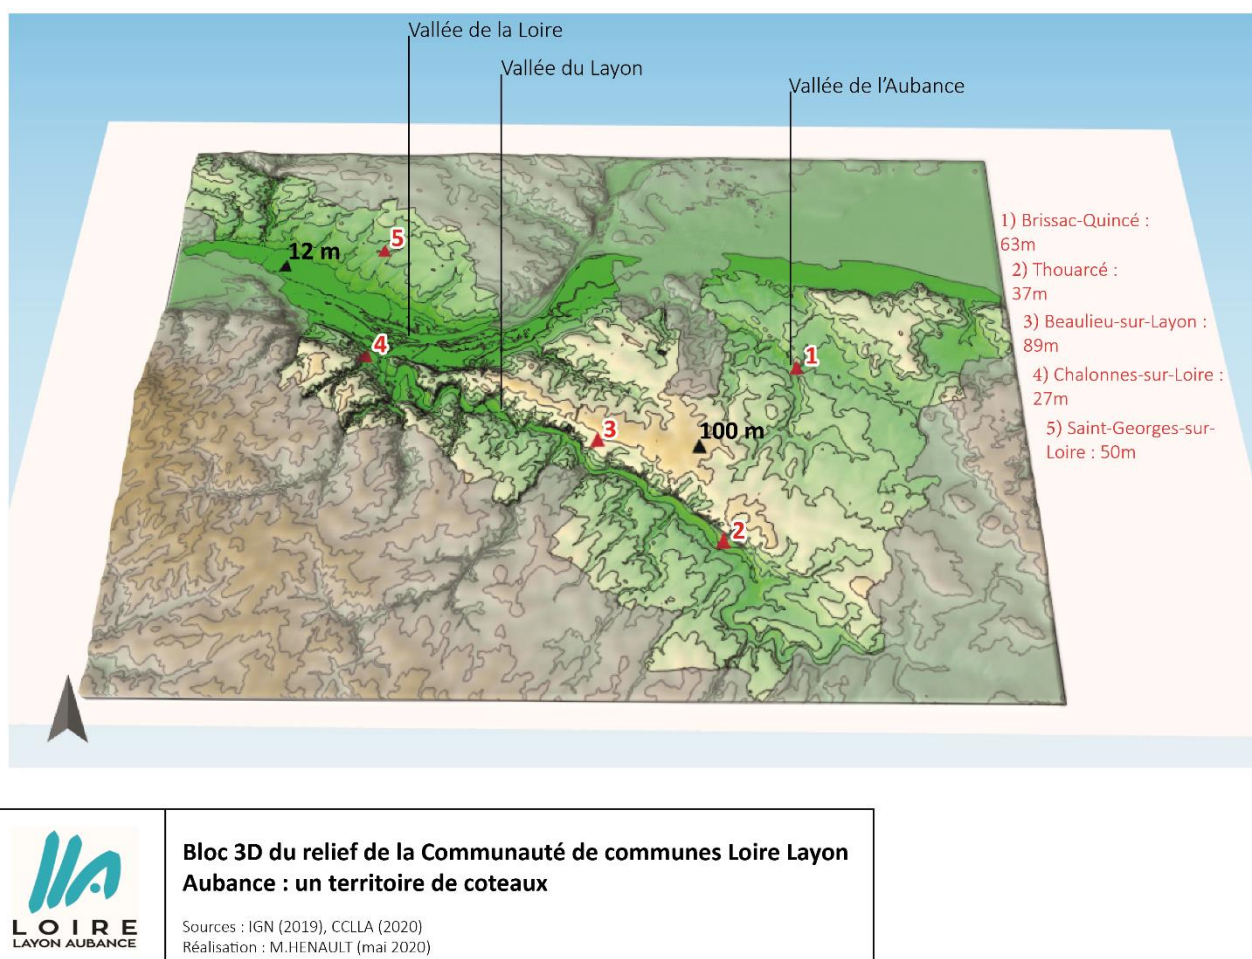 Vallée de la Loire
Vallée du Layon
Vallée de l'Aubance
1) Brissac-Quincé :
63m
2) Thouarcé :
37m
3) Beaulieu-sur-Layon :
89m
4) Chalonnes-sur-Loire :
27m
5) Saint-Georges-sur-
Loire : 50m
5
12 m
4
1
3
100 m
2
LOIRE
LAYON AUBANCE
Bloc 3D du relief de la Communauté de communes Loire Layon
Aubance : un territoire de coteaux
Sources : IGN (2019), CCLLA (2020)
Réalisation : M.HENAULT (mai 2020)